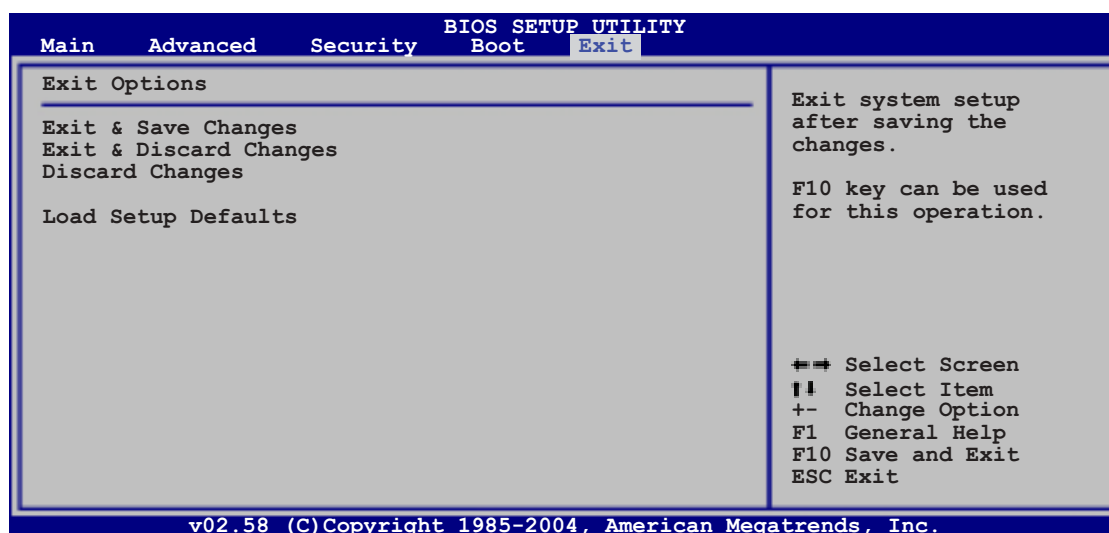 BIOS SETUP UTILITY
Main Advanced Security Boot Exit
Exit Options
Exit & Save Changes
Exit & Discard Changes
Discard Changes
Load Setup Defaults
Exit system setup
after saving the
changes.
F10 key can be used
for this operation.
←→ Select Screen
↑↓ Select Item
+- Change Option
F1 General Help
F10 Save and Exit
ESC Exit
v02.58 (C)Copyright 1985-2004, American Megatrends, Inc.